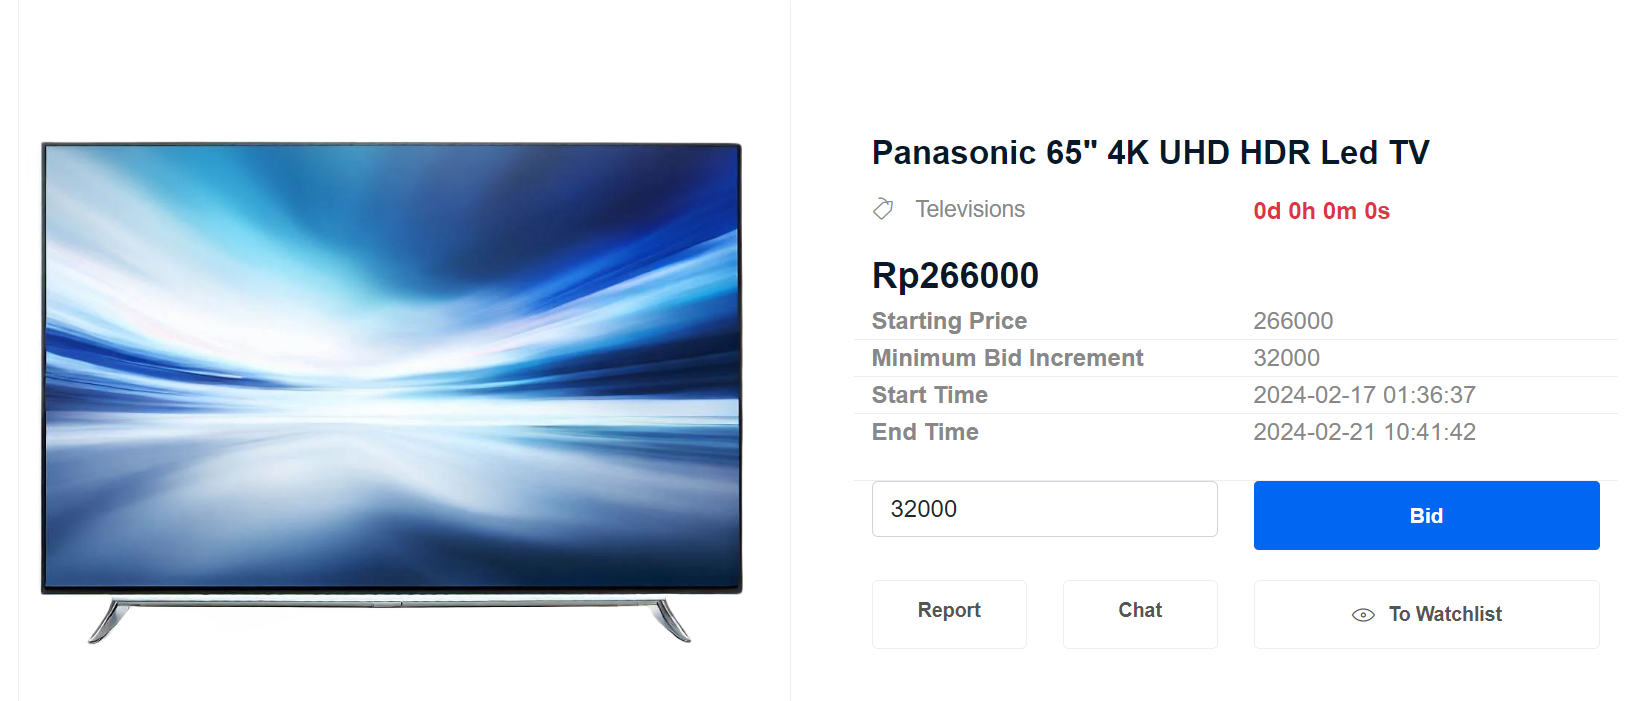 Panasonic 65" 4K UHD HDR Led TV
Televisions 0d 0h 0m 0s
Rp266000
Starting Price 266000
Minimum Bid Increment 32000
Start Time 2024-02-17 01:36:37
End Time 2024-02-21 10:41:42
32000 Bid
Report Chat To Watchlist